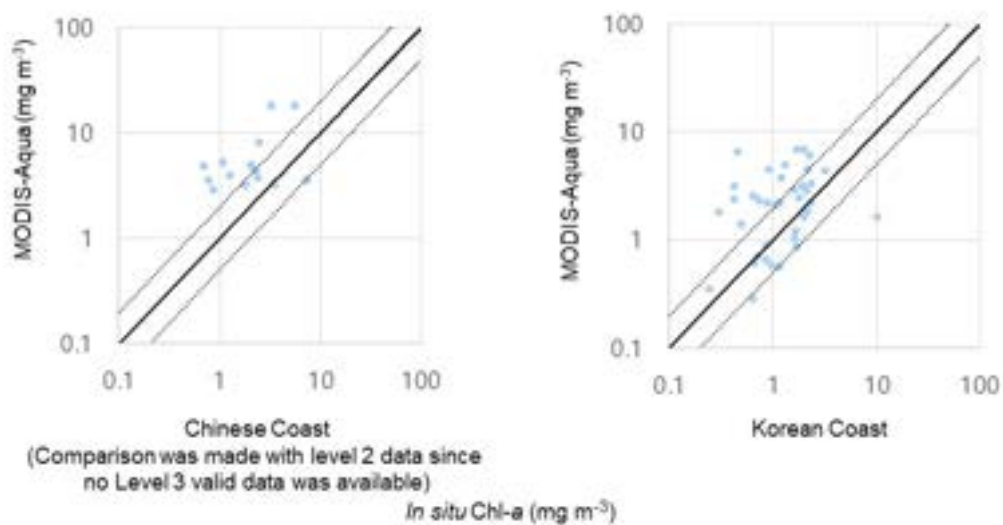 MODIS-Aqua (mg m⁻³)
100
10
1
0.1
0.1 1 10 100
Chinese Coast
(Comparison was made with level 2 data since
no Level 3 valid data was available)
MODIS-Aqua (mg m⁻³)
100
10
1
0.1
0.1 1 10 100
Korean Coast
In situ Chl-a (mg m⁻³)